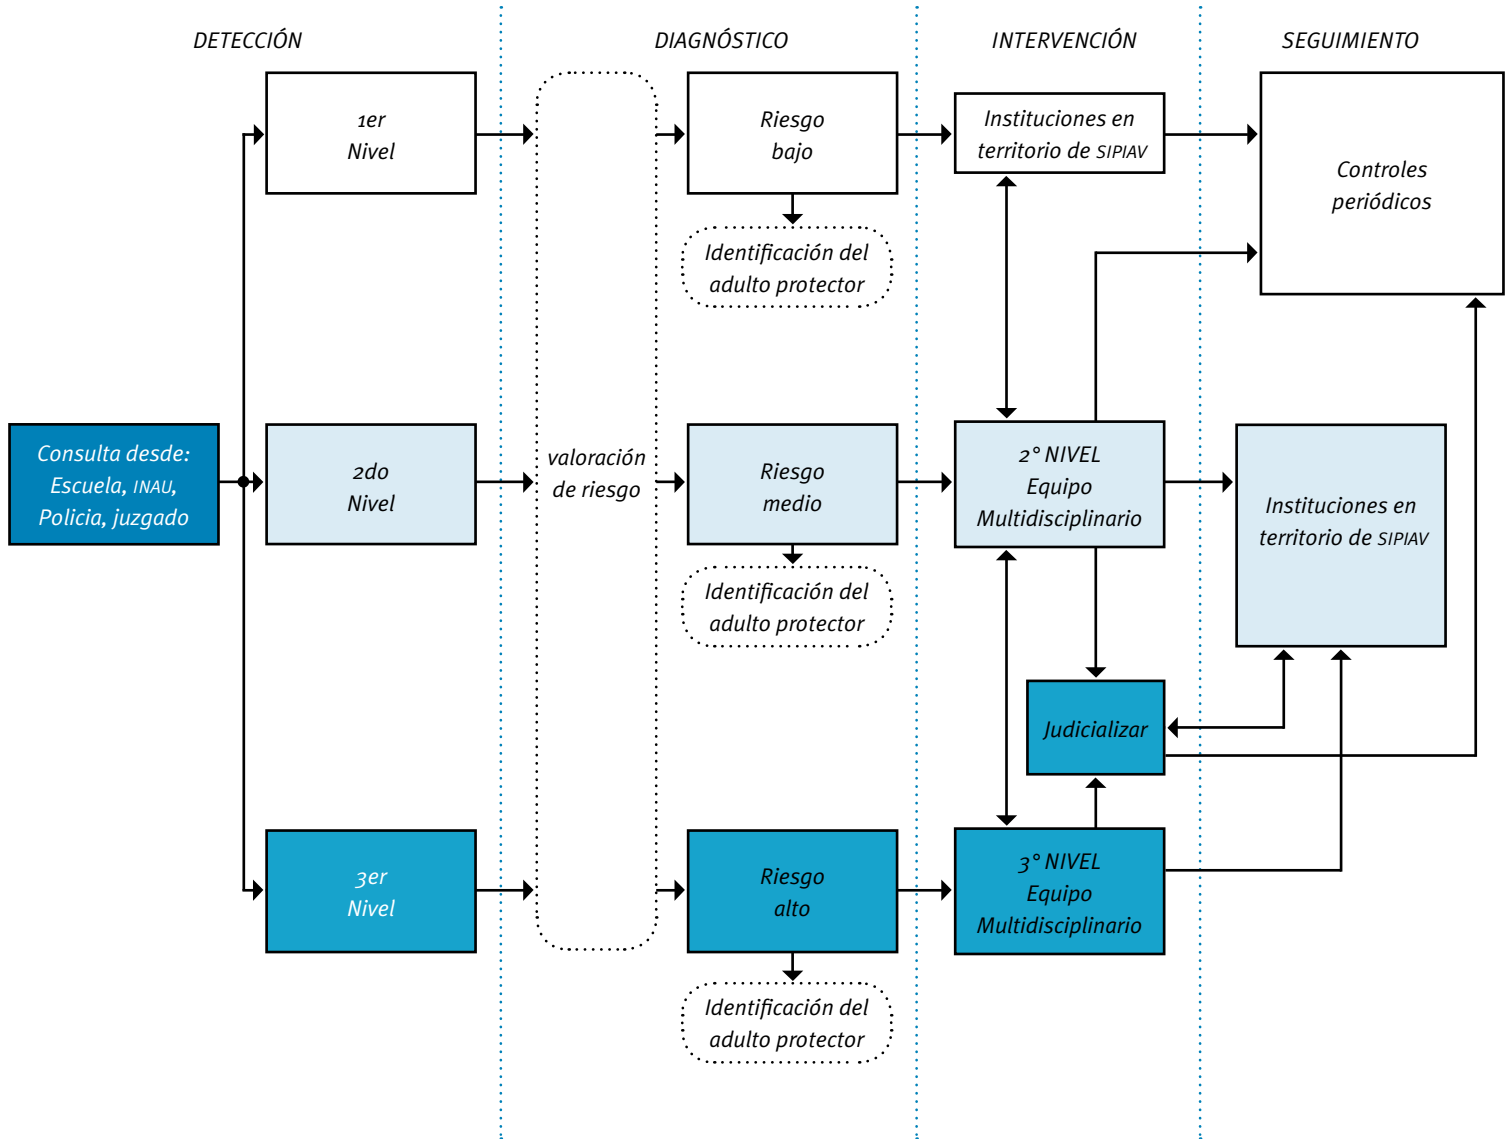 DETECCIÓN
DIAGNÓSTICO
INTERVENCIÓN
SEGUIMIENTO
1er
Nivel
Riesgo
bajo
Instituciones en
territorio de SIPIAV
Controles
periódicos
Identificación del
adulto protector
Consulta desde:
Escuela, INAU,
Policia, juzgado
2do
Nivel
valoración
de riesgo
Riesgo
medio
2° NIVEL
Equipo
Multidisciplinario
Instituciones en
territorio de SIPIAV
Identificación del
adulto protector
Judicializar
3er
Nivel
Riesgo
alto
3° NIVEL
Equipo
Multidisciplinario
Identificación del
adulto protector